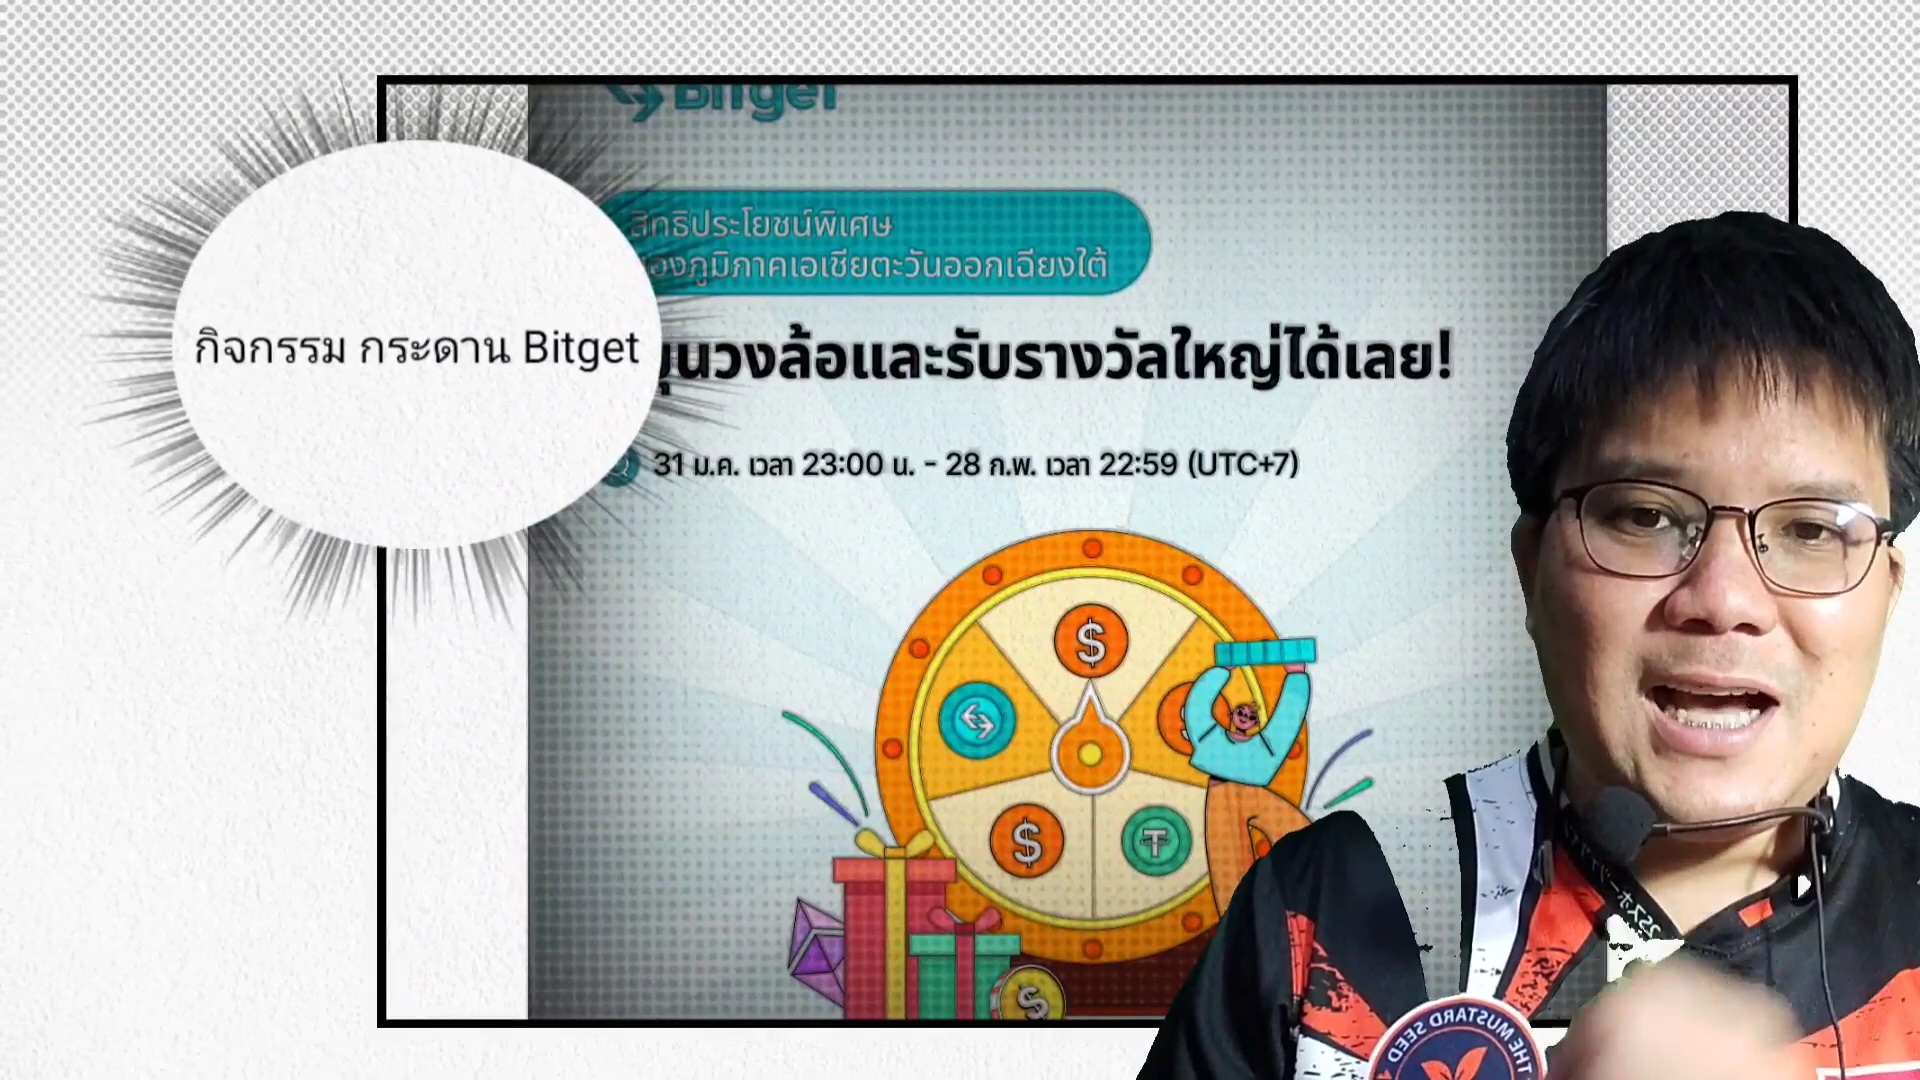 Bitget
สิทธิประโยชน์พิเศษ
ของภูมิภาคเอเชียตะวันออกเฉียงใต้
กิจกรรม กระดาน Bitget
หมุนวงล้อและรับรางวัลใหญ่ได้เลย!
31 ม.ค. เวลา 23:00 น. - 28 ก.พ. เวลา 22:59 (UTC+7)
THE MUSTARD SEED